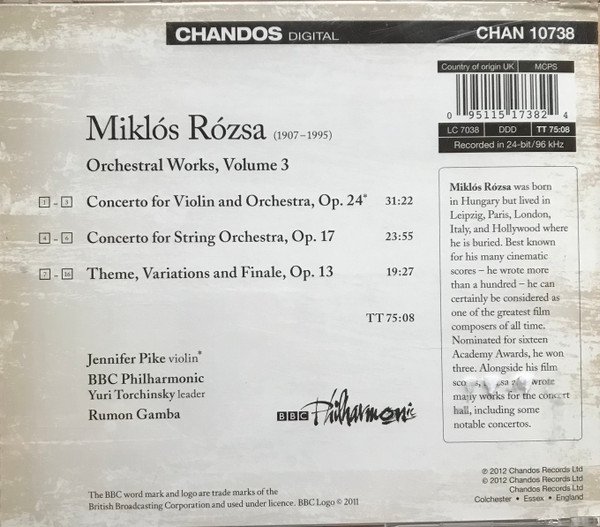 CHANDOS DIGITAL CHAN 10738
Country of origin UK MCPS
0 95115 17382 4
LC 7038 DDD TT 75:08
Recorded in 24-bit/96 kHz
Miklós Rózsa (1907–1995)
Orchestral Works, Volume 3
1 - 3 Concerto for Violin and Orchestra, Op. 24* 31:22
4 - 6 Concerto for String Orchestra, Op. 17 23:55
7 - 16 Theme, Variations and Finale, Op. 13 19:27
TT 75:08
Jennifer Pike violin*
BBC Philharmonic
Yuri Torchinsky leader
Rumon Gamba
BBC Philharmonic
Miklós Rózsa was born
in Hungary but lived in
Leipzig, Paris, London,
Italy, and Hollywood where
he is buried. Best known
for his many cinematic
scores – he wrote more
than a hundred – he can
certainly be considered as
one of the greatest film
composers of all time.
Nominated for sixteen
Academy Awards, he won
three. Alongside his film
wrote
many works for the concert
hall, including some
notable concertos.
The BBC word mark and logo are trade marks of the
British Broadcasting Corporation and used under licence. BBC Logo © 2011
℗ 2012 Chandos Records Ltd
© 2012 Chandos Records Ltd
Chandos Records Ltd
Colchester • Essex • England